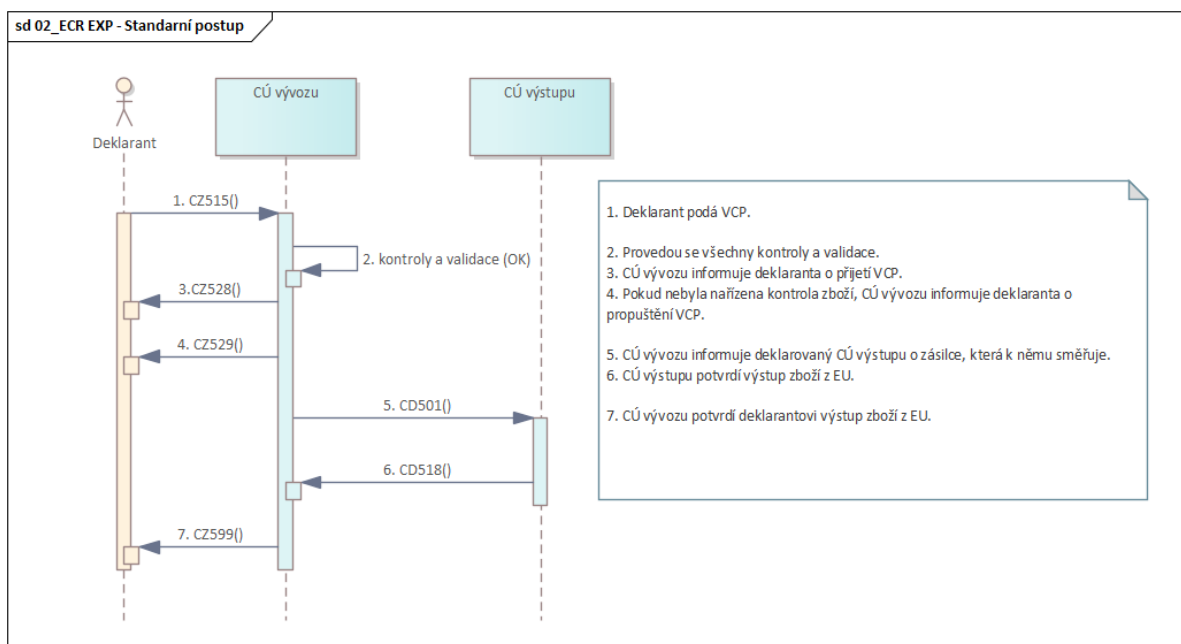 sd 02_ECR EXP - Standarní postup
CÚ vývozu
CÚ výstupu
Deklarant
1. CZ515()
2. kontroly a validace (OK)
3.CZ528()
4. CZ529()
5. CD501()
6. CD518()
7. CZ599()
1. Deklarant podá VCP.
2. Provedou se všechny kontroly a validace.
3. CÚ vývozu informuje deklaranta o přijetí VCP.
4. Pokud nebyla nařízena kontrola zboží, CÚ vývozu informuje deklaranta o
propuštění VCP.
5. CÚ vývozu informuje deklarovaný CÚ výstupu o zásilce, která k němu směřuje.
6. CÚ výstupu potvrdí výstup zboží z EU.
7. CÚ vývozu potvrdí deklarantovi výstup zboží z EU.